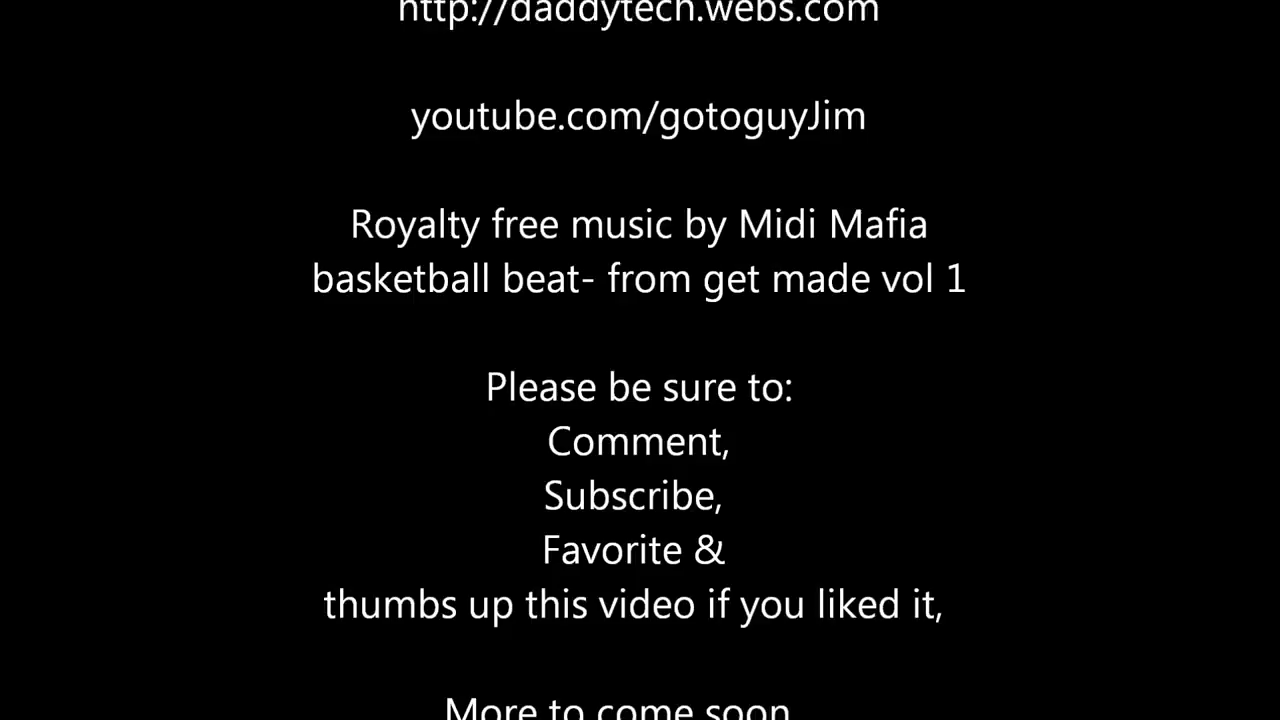 http://daddytech.webs.com
youtube.com/gotoguyJim
Royalty free music by Midi Mafia
basketball beat- from get made vol 1
Please be sure to:
Comment,
Subscribe,
Favorite &
thumbs up this video if you liked it,
More to come soon